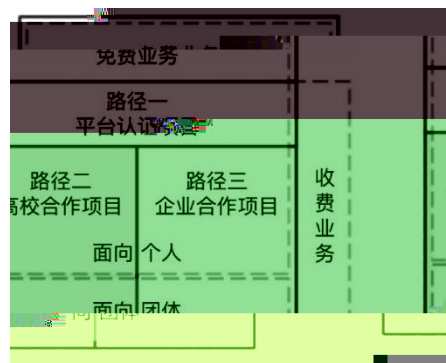 免费业务
路径一
平台认证项目
路径二
路径三
高校合作项目
企业合作项目
收费业务
面向个人
面向团体